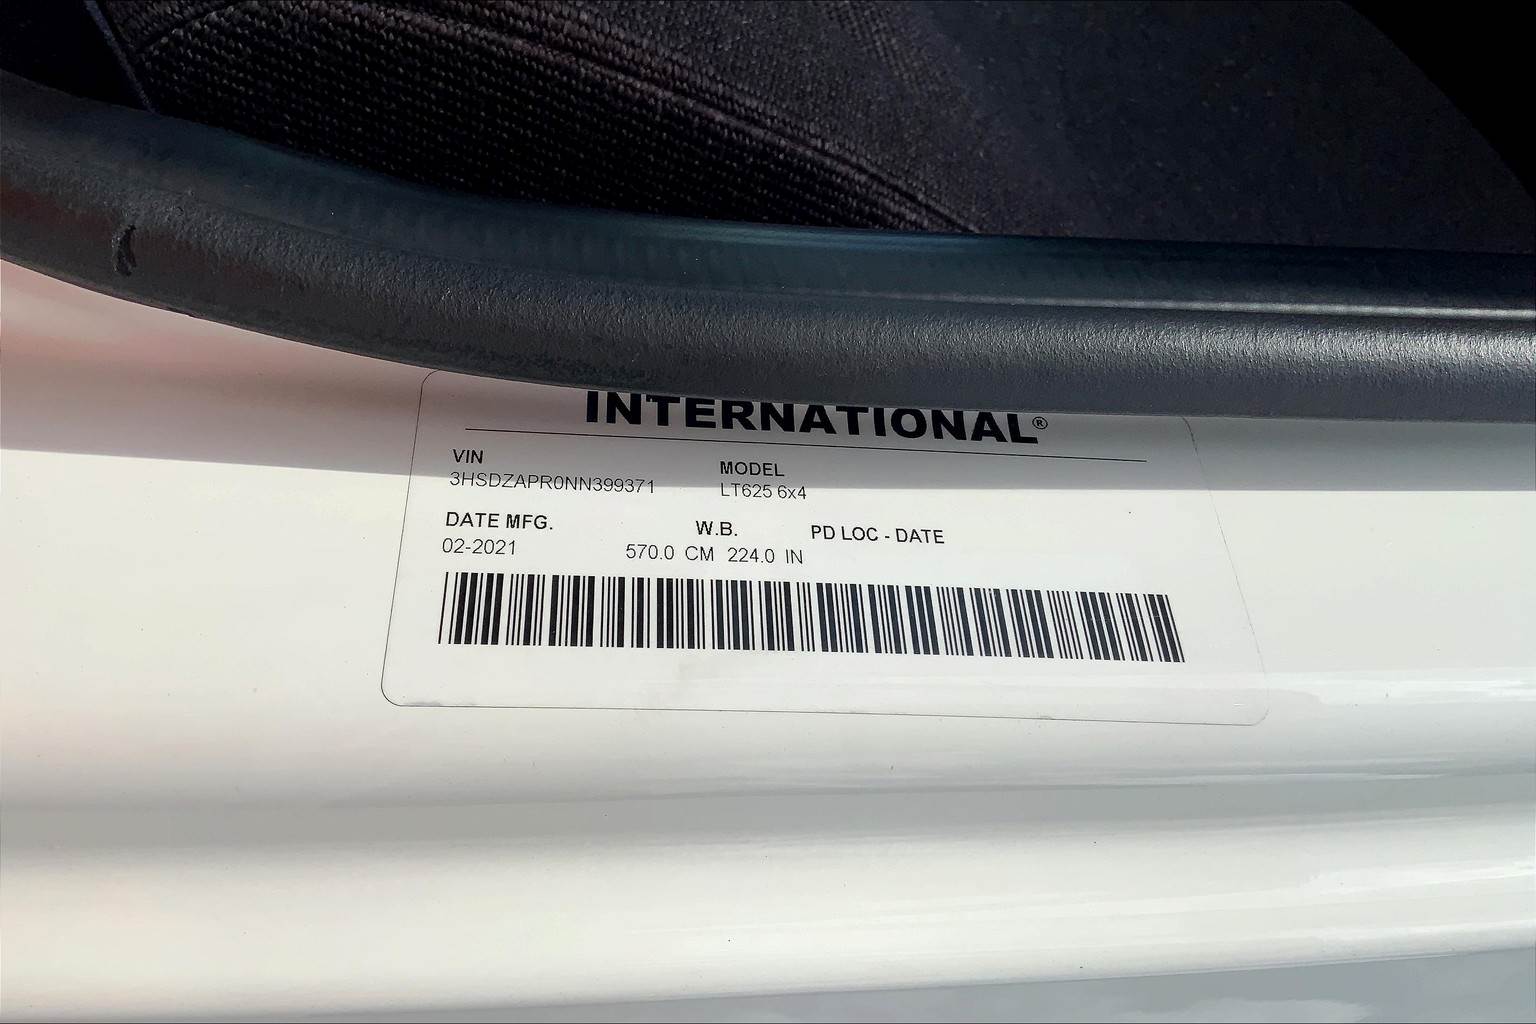 INTERNATIONAL®
VIN MODEL
3HSDZAPR0NN399371 LT625 6x4
DATE MFG. W.B. PD LOC - DATE
02-2021 570.0 CM 224.0 IN